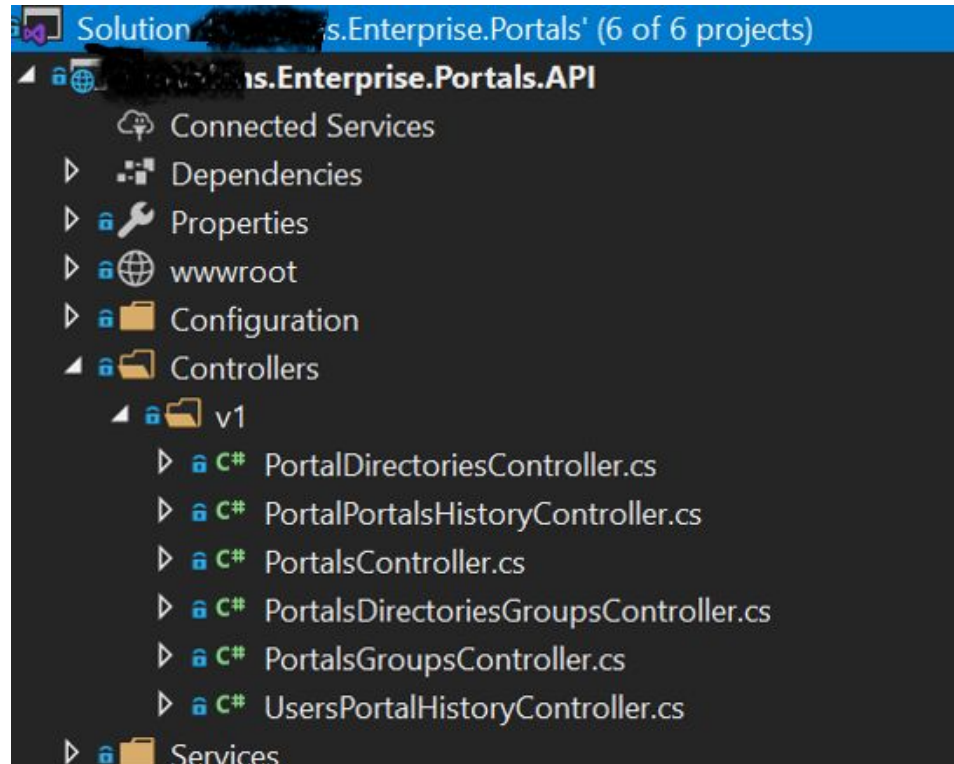 Solution s.Enterprise.Portals' (6 of 6 projects)
ns.Enterprise.Portals.API
Connected Services
Dependencies
Properties
wwwroot
Configuration
Controllers
v1
C# PortalDirectoriesController.cs
C# PortalPortalsHistoryController.cs
C# PortalsController.cs
C# PortalsDirectoriesGroupsController.cs
C# PortalsGroupsController.cs
C# UsersPortalHistoryController.cs
Services